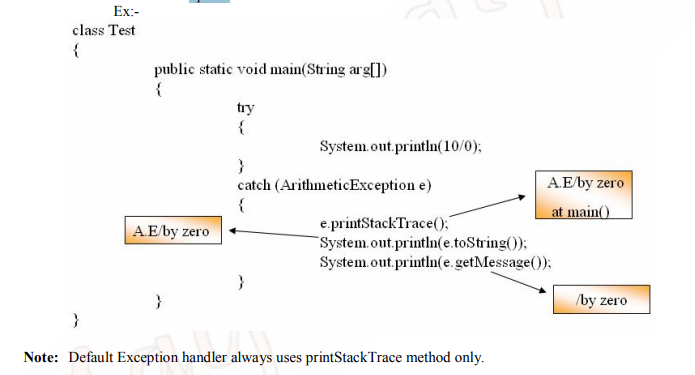 Ex:-
class Test
{
public static void main(String arg[])
{
try
{
System.out.println(10/0);
}
catch (ArithmeticException e)
{
A.E/by zero
at main()
e.printStackTrace();
A.E/by zero
System.out.println(e.toString());
System.out.println(e.getMessage());
}
/by zero
}
}
Note: Default Exception handler always uses printStackTrace method only.